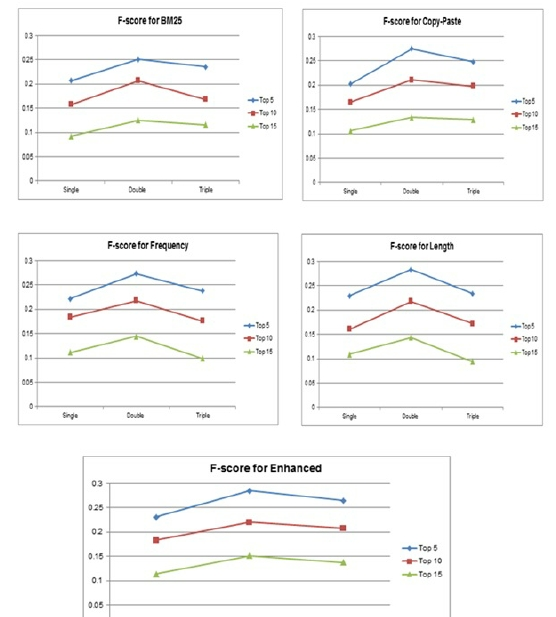 F-score for BM25
0.3
0.25
0.2
0.15
0.1
0.05
0
Single Double Triple
Top 5
Top 10
Top 15
F-score for Copy-Paste
0.3
0.25
0.2
0.15
0.1
0.05
0
Single Double Triple
Top 5
Top 10
Top 15
F-score for Frequency
0.3
0.25
0.2
0.15
0.1
0.05
0
Single Double Triple
Top 5
Top 10
Top 15
F-score for Length
0.3
0.25
0.2
0.15
0.1
0.05
0
Single Double Triple
Top 5
Top 10
Top 15
F-score for Enhanced
0.3
0.25
0.2
0.15
0.1
0.05
Top 5
Top 10
Top 15